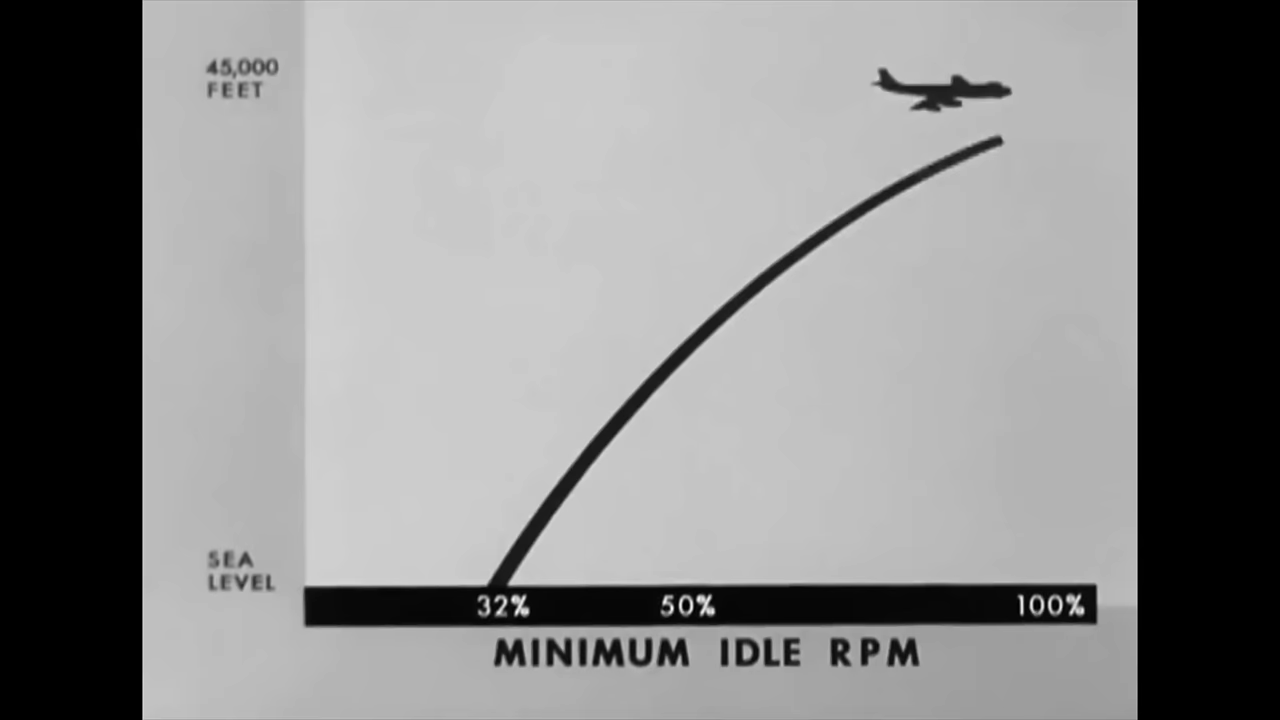 45,000
FEET
SEA
LEVEL
32% 50% 100%
MINIMUM IDLE RPM